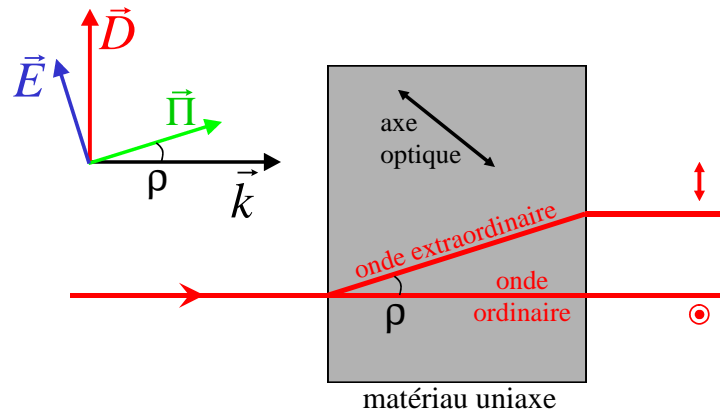 D
E
Π
ρ
k
axe
optique
onde extraordinaire
onde
ordinaire
ρ
matériau uniaxe